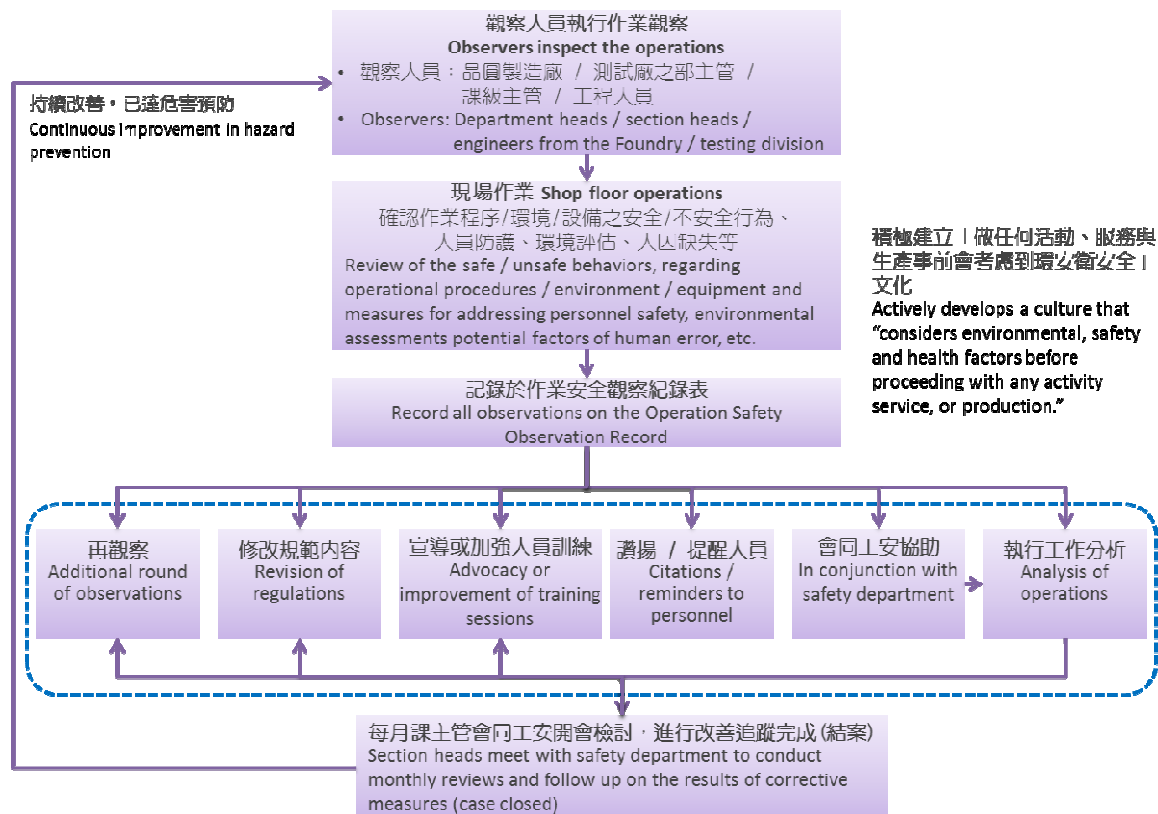 觀察人員執行作業觀察
Observers inspect the operations
• 觀察人員：晶圓製造廠 / 測試廠之部主管 /
課級主管 / 工程人員
• Observers: Department heads / section heads /
engineers from the Foundry / testing division
持續改善，已達危害預防
Continuous improvement in hazard
prevention
現場作業 Shop floor operations
確認作業程序/環境/設備之安全/不安全行為、
人員防護、環境評估、人因缺失等
Review of the safe / unsafe behaviors, regarding
operational procedures / environment / equipment and
measures for addressing personnel safety, environmental
assessments potential factors of human error, etc.
積極建立「做任何活動、服務與
生產事前會考慮到環安衛安全」
文化
Actively develops a culture that
“considers environmental, safety
and health factors before
proceeding with any activity
service, or production.”
記錄於作業安全觀察紀錄表
Record all observations on the Operation Safety
Observation Record
再觀察
Additional round
of observations
修改規範內容
Revision of
regulations
宣導或加強人員訓練
Advocacy or
improvement of training
sessions
讚揚 / 提醒人員
Citations /
reminders to
personnel
會同工安協助
In conjunction with
safety department
執行工作分析
Analysis of
operations
每月課主管會同工安開會檢討，進行改善追蹤完成(結案)
Section heads meet with safety department to conduct
monthly reviews and follow up on the results of corrective
measures (case closed)